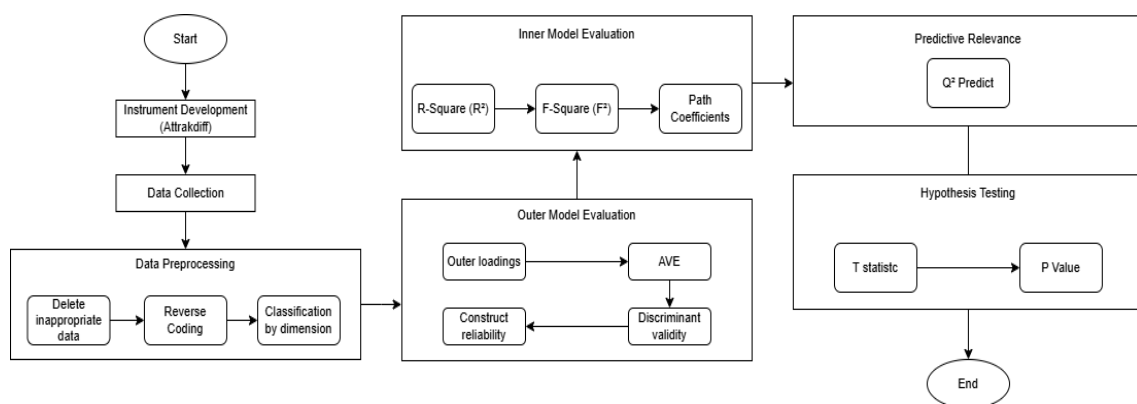 Start
Instrument Development
(Attrakdiff)
Data Collection
Data Preprocessing
Delete
inappropriate
data
Reverse
Coding
Classification
by dimension
Outer Model Evaluation
Outer loadings
AVE
Discriminant
validity
Construct
reliability
Inner Model Evaluation
R-Square (R²)
F-Square (F²)
Path
Coefficients
Predictive Relevance
Q² Predict
Hypothesis Testing
T statistc
P Value
End